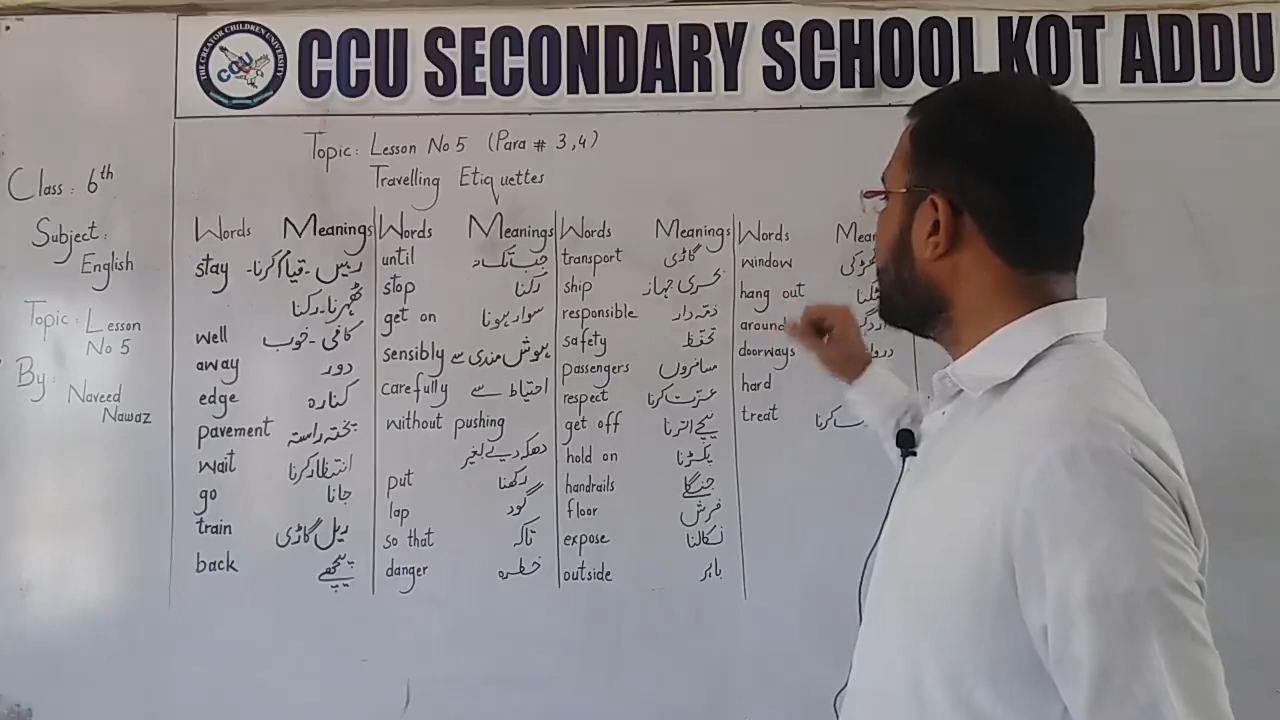 CCU SECONDARY SCHOOL KOT ADDU
THE CREATOR CHILDREN UNIVERSITY
CCU
Topic: Lesson No 5 (Para # 3,4)
Travelling Etiquettes
Class: 6th
Subject:
English
Topic: Lesson
No 5
By: Naveed
Nawaz
Words Meanings
stay رہیں - قیام کرنا -
ٹھہرنا، رکنا
well کافی - خوب
away دور
edge کنارہ
pavement پختہ راستہ
wait انتظار کرنا
go جانا
train ریل گاڑی
back پیچھے
Words Meanings
until جب تک نہ
stop رکنا
get on سوار ہونا
sensibly ہوش مندی سے
carefully احتیاط سے
without pushing
دھکہ دیے بغیر
put رکھنا
lap گود
so that تاکہ
danger خطرہ
Words Meanings
transport گاڑی
ship بحری جہاز
responsible ذمہ دار
safety تحفظ
passengers مسافروں
respect عزت کرنا
get off نیچے اترنا
hold on پکڑنا
handrails جنگلے
floor فرش
expose نکالنا
outside باہر
Words
window
hang out
around
doorways
hard
treat